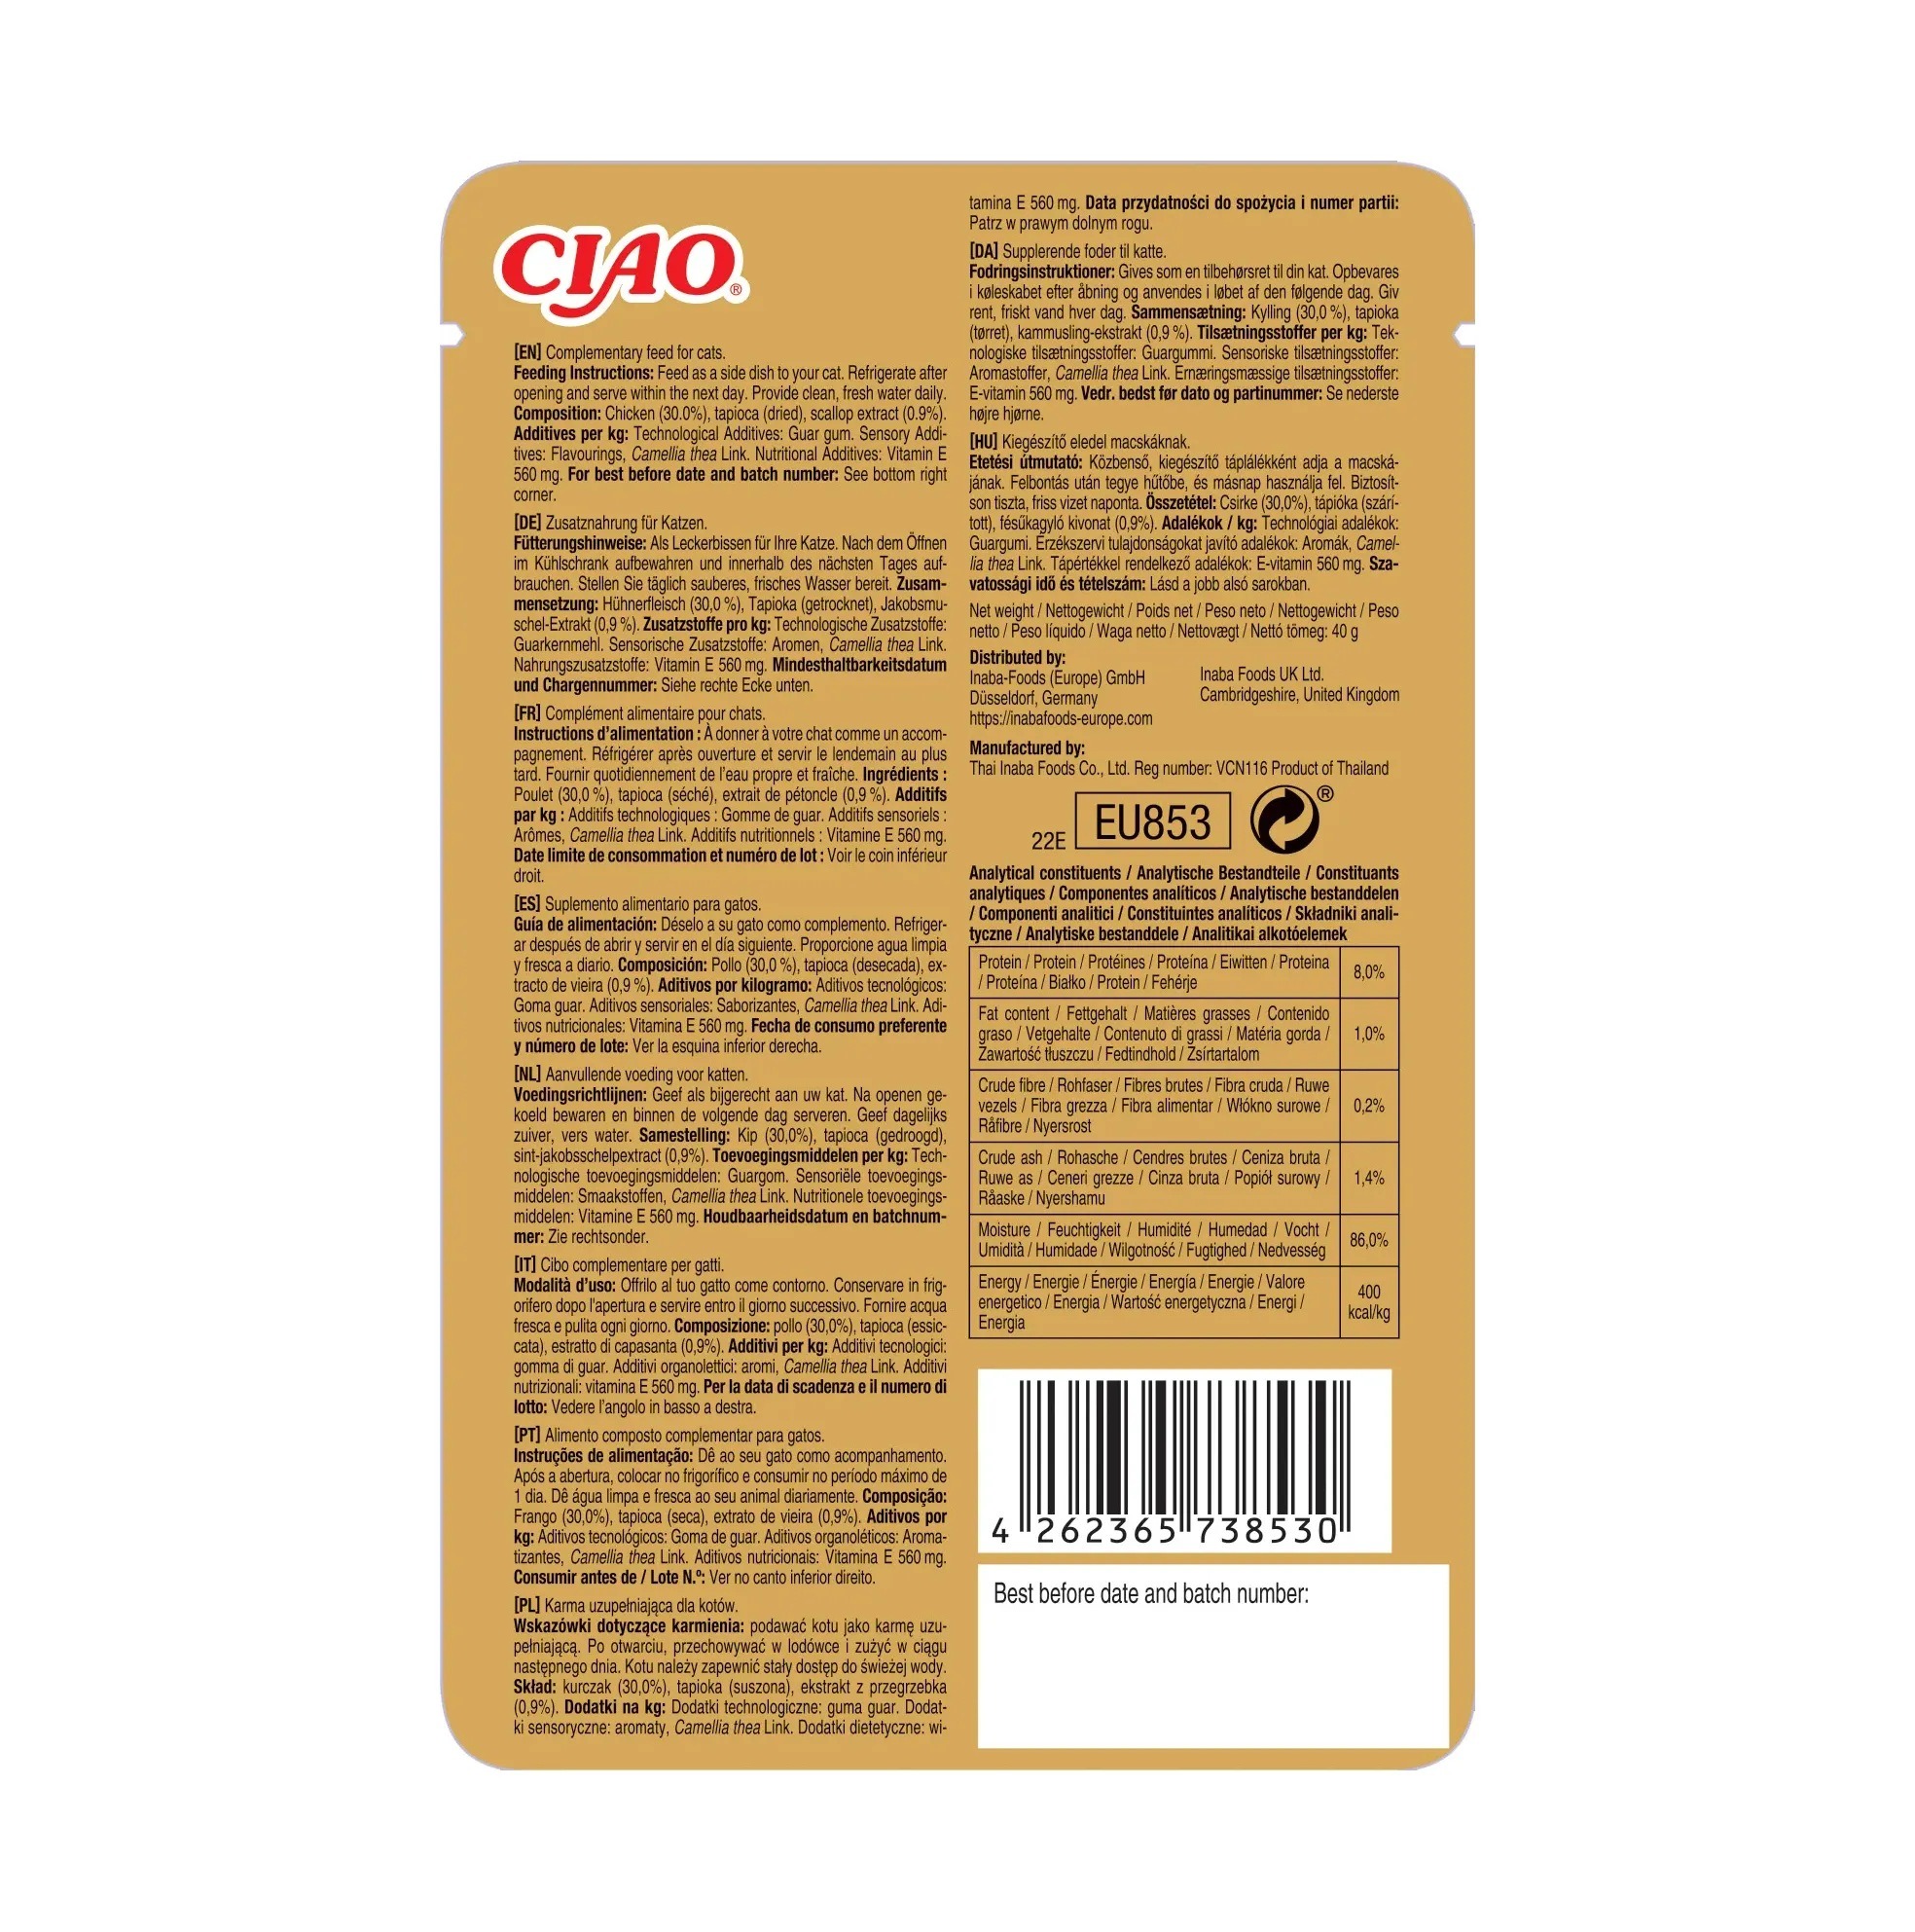 CIAO®
[EN] Complementary feed for cats.
Feeding Instructions: Feed as a side dish to your cat. Refrigerate after
opening and serve within the next day. Provide clean, fresh water daily.
Composition: Chicken (30.0%), tapioca (dried), scallop extract (0.9%).
Additives per kg: Technological Additives: Guar gum. Sensory Addi-
tives: Flavourings, Camellia thea Link. Nutritional Additives: Vitamin E
560 mg. For best before date and batch number: See bottom right
corner.
[DE] Zusatznahrung für Katzen.
Fütterungshinweise: Als Leckerbissen für Ihre Katze. Nach dem Öffnen
im Kühlschrank aufbewahren und innerhalb des nächsten Tages auf-
brauchen. Stellen Sie täglich sauberes, frisches Wasser bereit. Zusam-
mensetzung: Hühnerfleisch (30,0 %), Tapioka (getrocknet), Jakobsmu-
schel-Extrakt (0,9 %). Zusatzstoffe pro kg: Technologische Zusatzstoffe:
Guarkernmehl. Sensorische Zusatzstoffe: Aromen, Camellia thea Link.
Nahrungszusatzstoffe: Vitamin E 560 mg. Mindesthaltbarkeitsdatum
und Chargennummer: Siehe rechte Ecke unten.
[FR] Complément alimentaire pour chats.
Instructions d'alimentation : À donner à votre chat comme un accom-
pagnement. Réfrigérer après ouverture et servir le lendemain au plus
tard. Fournir quotidiennement de l'eau propre et fraîche. Ingrédients :
Poulet (30,0 %), tapioca (séché), extrait de pétoncle (0,9 %). Additifs
par kg : Additifs technologiques : Gomme de guar. Additifs sensoriels :
Arômes, Camellia thea Link. Additifs nutritionnels : Vitamine E 560 mg.
Date limite de consommation et numéro de lot : Voir le coin inférieur
droit.
[ES] Suplemento alimentario para gatos.
Guía de alimentación: Déselo a su gato como complemento. Refriger-
ar después de abrir y servir en el día siguiente. Proporcione agua limpia
y fresca a diario. Composición: Pollo (30,0 %), tapioca (desecada), ex-
tracto de vieira (0,9 %). Aditivos por kilogramo: Aditivos tecnológicos:
Goma guar. Aditivos sensoriales: Saborizantes, Camellia thea Link. Adi-
tivos nutricionales: Vitamina E 560 mg. Fecha de consumo preferente
y número de lote: Ver la esquina inferior derecha.
[NL] Aanvullende voeding voor katten.
Voedingsrichtlijnen: Geef als bijgerecht aan uw kat. Na openen ge-
koeld bewaren en binnen de volgende dag serveren. Geef dagelijks
zuiver, vers water. Samestelling: Kip (30,0%), tapioca (gedroogd),
sint-jakobsschelpextract (0,9%). Toevoegingsmiddelen per kg: Tech-
nologische toevoegingsmiddelen: Guargom. Sensoriële toevoegings-
middelen: Smaakstoffen, Camellia thea Link. Nutritionele toevoegings-
middelen: Vitamine E 560 mg. Houdbaarheidsdatum en batchnum-
mer: Zie rechtsonder.
[IT] Cibo complementare per gatti.
Modalità d'uso: Offrilo al tuo gatto come contorno. Conservare in frig-
orifero dopo l'apertura e servire entro il giorno successivo. Fornire acqua
fresca e pulita ogni giorno. Composizione: pollo (30,0%), tapioca (essic-
cata), estratto di capasanta (0,9%). Additivi per kg: Additivi tecnologici:
gomma di guar. Additivi organolettici: aromi, Camellia thea Link. Additivi
nutrizionali: vitamina E 560 mg. Per la data di scadenza e il numero di
lotto: Vedere l'angolo in basso a destra.
[PT] Alimento composto complementar para gatos.
Instruções de alimentação: Dê ao seu gato como acompanhamento.
Após a abertura, colocar no frigorífico e consumir no período máximo de
1 dia. Dê água limpa e fresca ao seu animal diariamente. Composição:
Frango (30,0%), tapioca (seca), extrato de vieira (0,9%). Aditivos por
kg: Aditivos tecnológicos: Goma de guar. Aditivos organoléticos: Aroma-
tizantes, Camellia thea Link. Aditivos nutricionais: Vitamina E 560 mg.
Consumir antes de / Lote N.º: Ver no canto inferior direito.
[PL] Karma uzupełniająca dla kotów.
Wskazówki dotyczące karmienia: podawać kotu jako karmę uzu-
pełniającą. Po otwarciu, przechowywać w lodówce i zużyć w ciągu
następnego dnia. Kotu należy zapewnić stały dostęp do świeżej wody.
Skład: kurczak (30,0%), tapioka (suszona), ekstrakt z przegrzebka
(0,9%). Dodatki na kg: Dodatki technologiczne: guma guar. Dodat-
ki sensoryczne: aromaty, Camellia thea Link. Dodatki dietetyczne: wi-
tamina E 560 mg. Data przydatności do spożycia i numer partii:
Patrz w prawym dolnym rogu.
[DA] Supplerende foder til katte.
Fodringsinstruktioner: Gives som en tilbehørsret til din kat. Opbevares
i køleskabet efter åbning og anvendes i løbet af den følgende dag. Giv
rent, friskt vand hver dag. Sammensætning: Kylling (30,0 %), tapioka
(tørret), kammusling-ekstrakt (0,9 %). Tilsætningsstoffer per kg: Tek-
nologiske tilsætningsstoffer: Guargummi. Sensoriske tilsætningsstoffer:
Aromastoffer, Camellia thea Link. Ernæringsmæssige tilsætningsstoffer:
E-vitamin 560 mg. Vedr. bedst før dato og partinummer: Se nederste
højre hjørne.
[HU] Kiegészítő eledel macskáknak.
Etetési útmutató: Közbenső, kiegészítő táplálékként adja a macská-
jának. Felbontás után tegye hűtőbe, és másnap használja fel. Biztosít-
son tiszta, friss vizet naponta. Összetétel: Csirke (30,0%), tápióka (szárí-
tott), fésűkagyló kivonat (0,9%). Adalékok / kg: Technológiai adalékok:
Guargumi. Érzékszervi tulajdonságokat javító adalékok: Aromák, Camel-
lia thea Link. Tápértékkel rendelkező adalékok: E-vitamin 560 mg. Sza-
vatossági idő és tételszám: Lásd a jobb alsó sarokban.
Net weight / Nettogewicht / Poids net / Peso neto / Nettogewicht / Peso
netto / Peso líquido / Waga netto / Nettovægt / Nettó tömeg: 40 g
Distributed by:
Inaba-Foods (Europe) GmbH
Düsseldorf, Germany
https://inabafoods-europe.com
Inaba Foods UK Ltd.
Cambridgeshire, United Kingdom
Manufactured by:
Thai Inaba Foods Co., Ltd. Reg number: VCN116 Product of Thailand
22E EU853 ®
Analytical constituents / Analytische Bestandteile / Constituants
analytiques / Componentes analíticos / Analytische bestanddelen
/ Componenti analitici / Constituintes analíticos / Składniki anali-
tyczne / Analytiske bestanddele / Analitikai alkotóelemek
Protein / Protein / Protéines / Proteína / Eiwitten / Proteina
/ Proteína / Białko / Protein / Fehérje
8,0%
Fat content / Fettgehalt / Matières grasses / Contenido
graso / Vetgehalte / Contenuto di grassi / Matéria gorda /
Zawartość tłuszczu / Fedtindhold / Zsírtartalom
1,0%
Crude fibre / Rohfaser / Fibres brutes / Fibra cruda / Ruwe
vezels / Fibra grezza / Fibra alimentar / Włókno surowe /
Råfibre / Nyersrost
0,2%
Crude ash / Rohasche / Cendres brutes / Ceniza bruta /
Ruwe as / Ceneri grezze / Cinza bruta / Popiół surowy /
Råaske / Nyershamu
1,4%
Moisture / Feuchtigkeit / Humidité / Humedad / Vocht /
Umidità / Humidade / Wilgotność / Fugtighed / Nedvesség
86,0%
Energy / Energie / Énergie / Energía / Energie / Valore
energetico / Energia / Wartość energetyczna / Energi /
Energia
400
kcal/kg
4 262365 738530
Best before date and batch number: